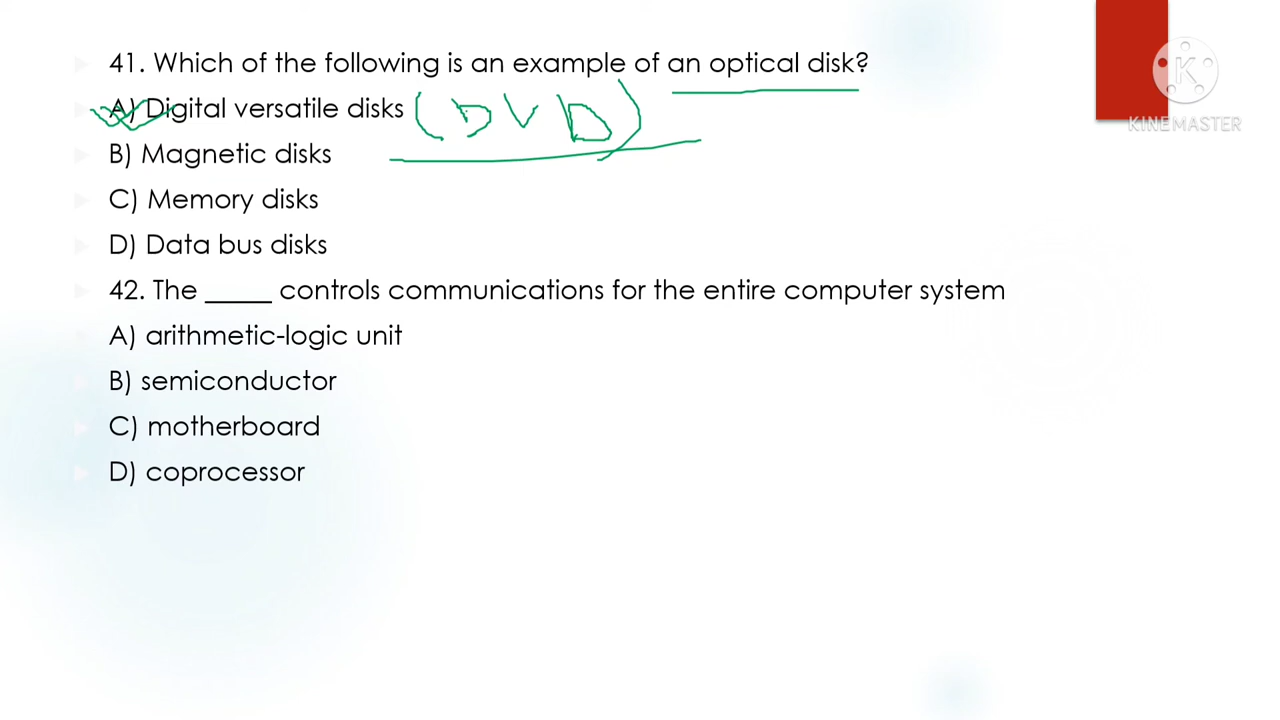 41. Which of the following is an example of an optical disk?
A) Digital versatile disks (DVD)
B) Magnetic disks
C) Memory disks
D) Data bus disks
42. The _____ controls communications for the entire computer system
A) arithmetic-logic unit
B) semiconductor
C) motherboard
D) coprocessor
K
KINEMASTER